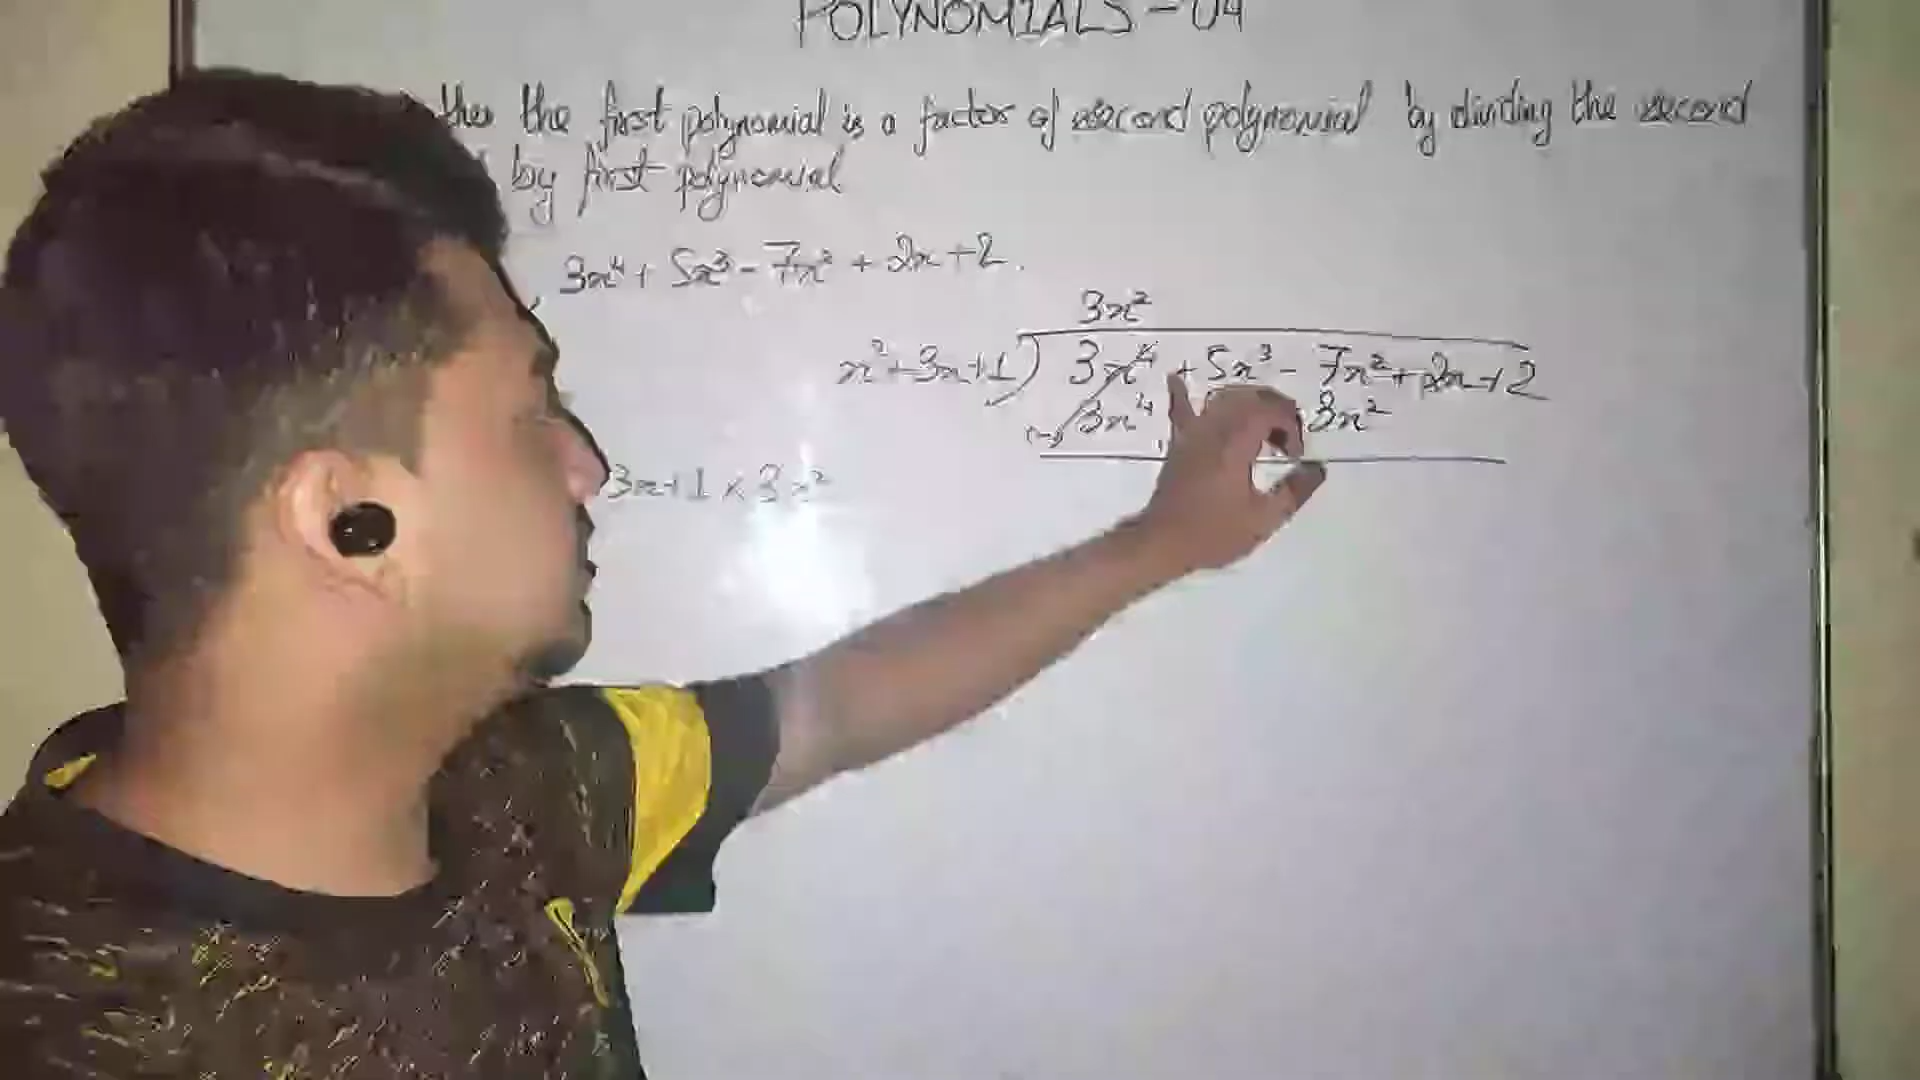 POLYNOMIALS - 04
the first polynomial is a factor of second polynomial by dividing the second
by first polynomial
3x⁴ + 5x³ - 7x² + 2x + 2.
3x²
x² + 3x + 1 ) 3x⁴ + 5x³ - 7x² + 2x + 2
3x⁴ 3x²
(-)
3x + 1 × 3x²